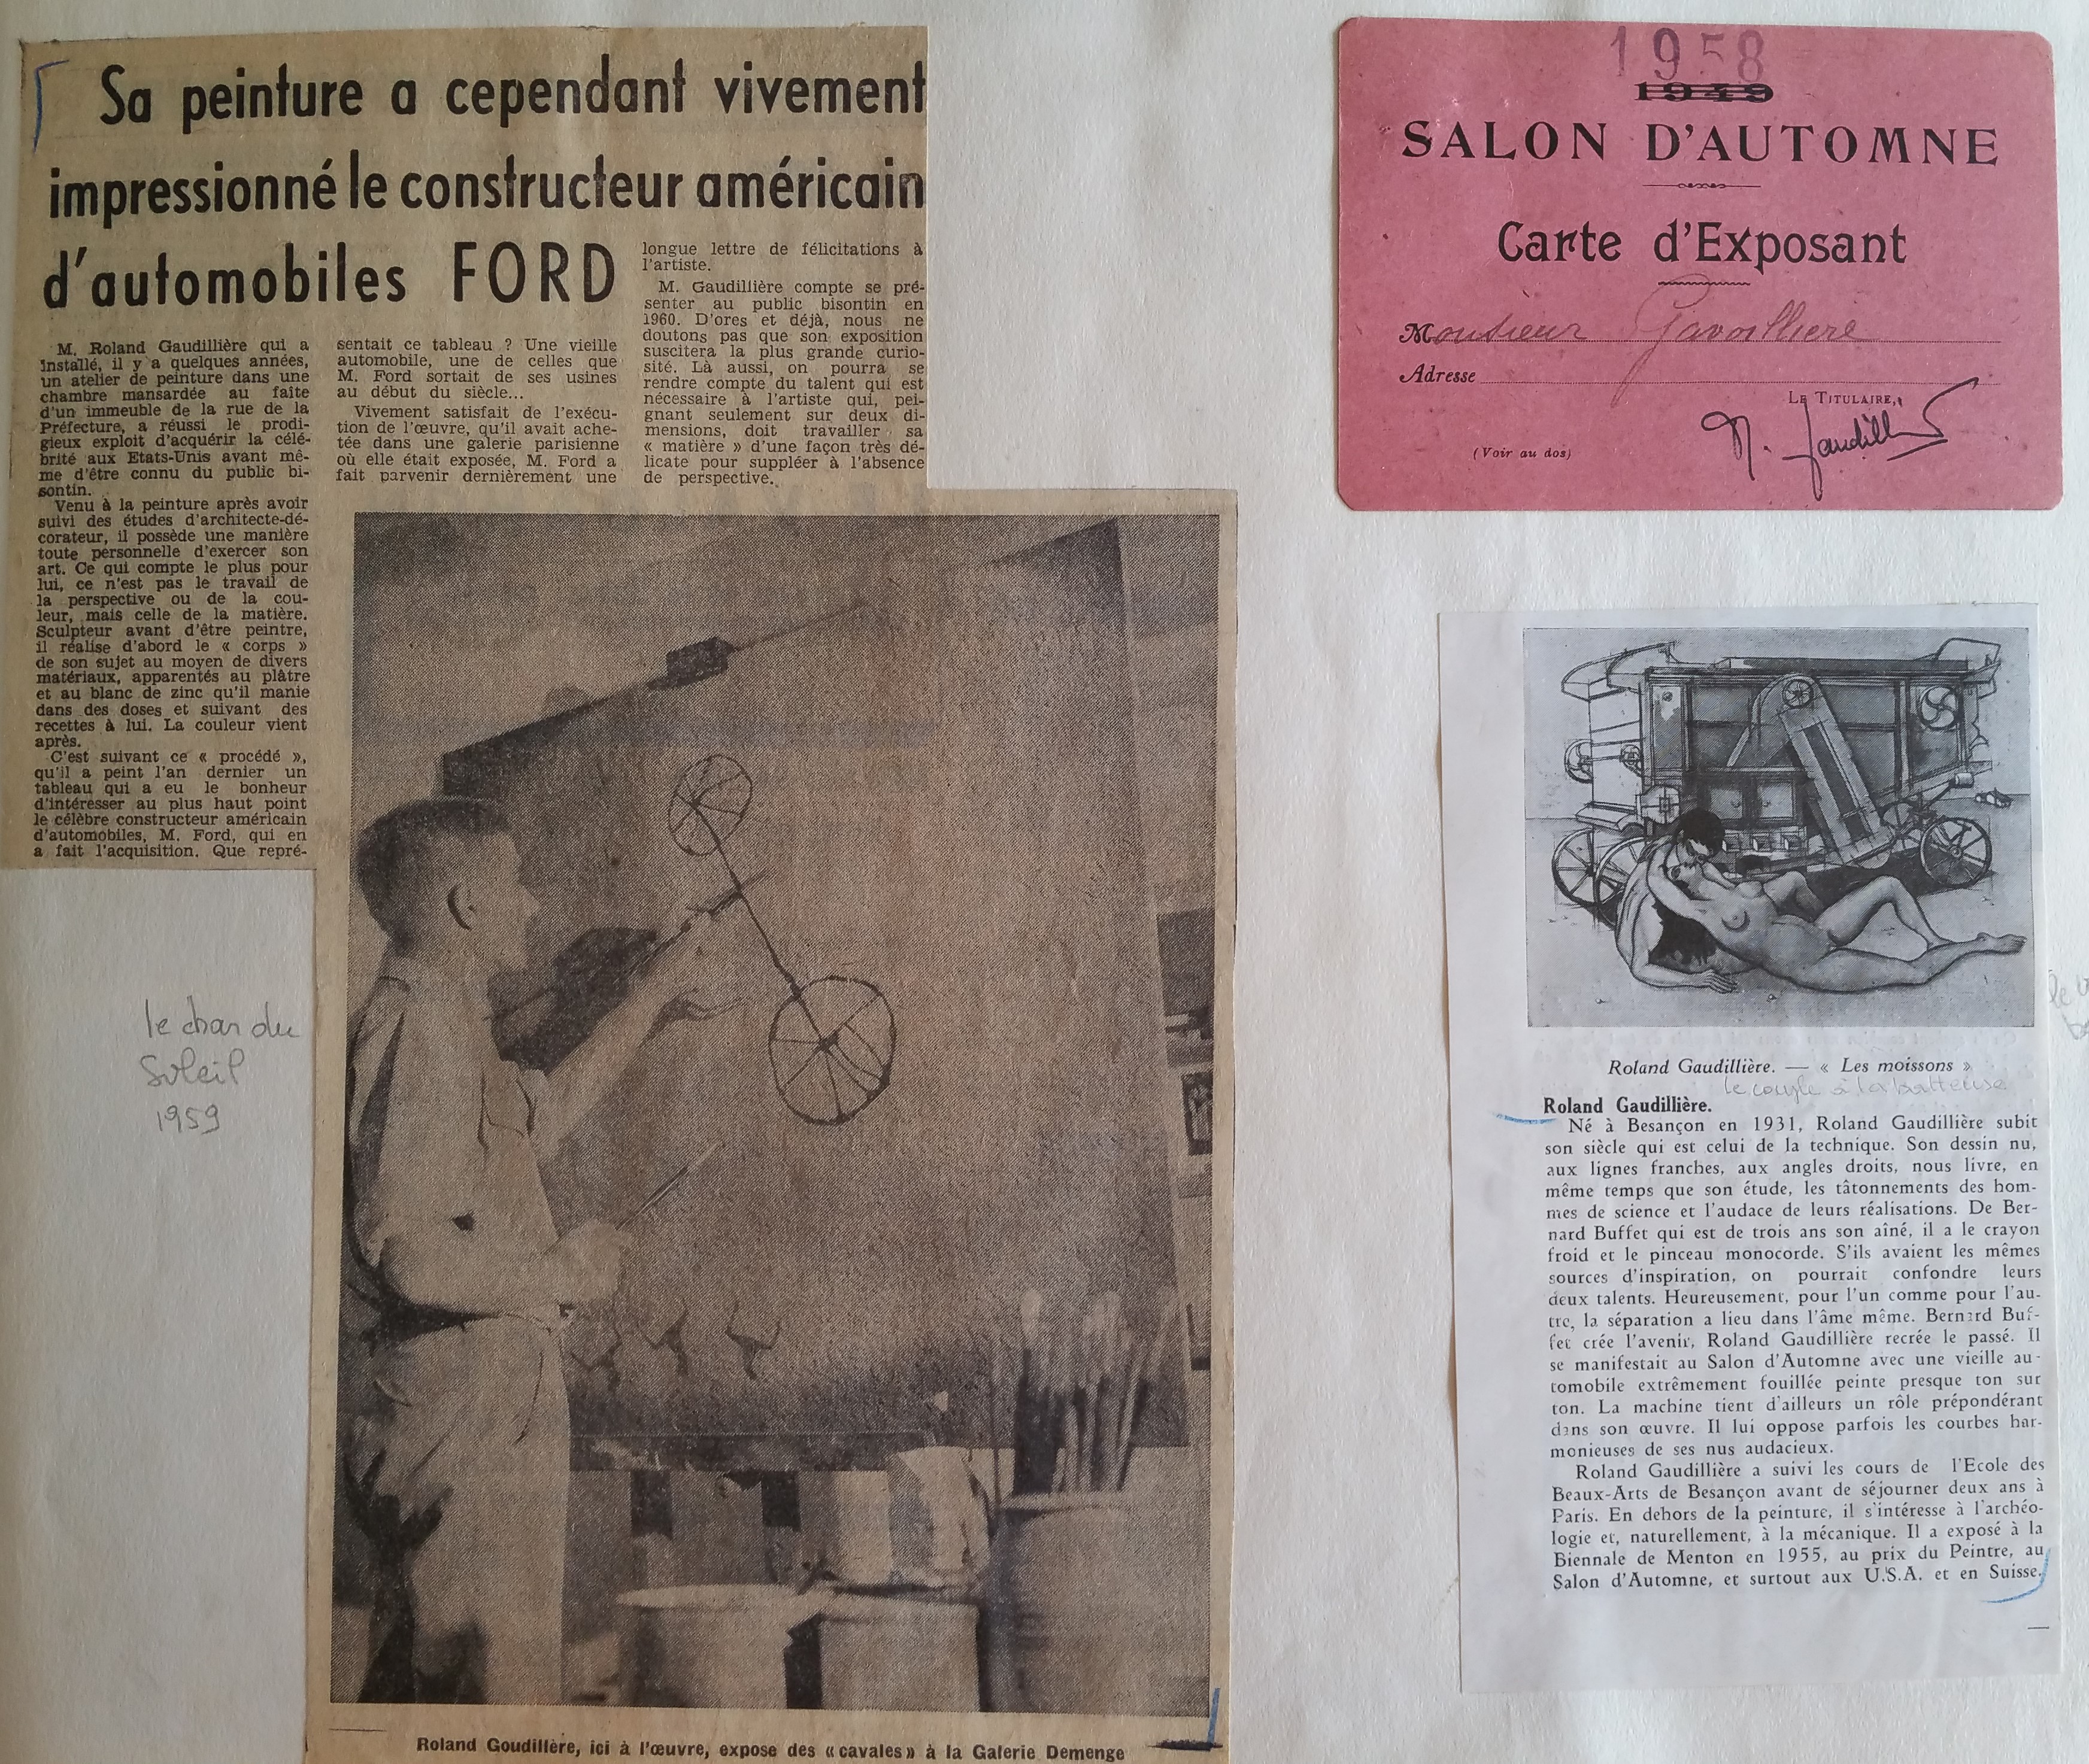 Sa peinture a cependant vivement
impressionné le constructeur américain
d'automobiles FORD
M. Roland Gaudillière qui a
installé, il y a quelques années,
un atelier de peinture dans une
chambre mansardée au faîte
d'un immeuble de la rue de la
Préfecture, a réussi le prodi-
gieux exploit d'acquérir la célé-
brité aux Etats-Unis avant mê-
me d'être connu du public bi-
sontin.
Venu à la peinture après avoir
suivi des études d'architecte-dé-
corateur, il possède une manière
toute personnelle d'exercer son
art. Ce qui compte le plus pour
lui, ce n'est pas le travail de
la perspective ou de la cou-
leur, mais celle de la matière.
Sculpteur avant d'être peintre,
il réalise d'abord le « corps »
de son sujet au moyen de divers
matériaux, apparentés au plâtre
et au blanc de zinc qu'il manie
dans des doses et suivant des
recettes à lui. La couleur vient
après.
C'est suivant ce « procédé »,
qu'il a peint l'an dernier un
tableau qui a eu le bonheur
d'intéresser au plus haut point
le célèbre constructeur américain
d'automobiles, M. Ford, qui en
a fait l'acquisition. Que repré-
sentait ce tableau ? Une vieille
automobile, une de celles que
M. Ford sortait de ses usines
au début du siècle...
Vivement satisfait de l'exécu-
tion de l'œuvre, qu'il avait ache-
tée dans une galerie parisienne
où elle était exposée, M. Ford a
fait parvenir dernièrement une
longue lettre de félicitations à
l'artiste.
M. Gaudillière compte se pré-
senter au public bisontin en
1960. D'ores et déjà, nous ne
doutons pas que son exposition
suscitera la plus grande curio-
sité. Là aussi, on pourra se
rendre compte du talent qui est
nécessaire à l'artiste qui, pei-
gnant seulement sur deux di-
mensions, doit travailler sa
« matière » d'une façon très dé-
licate pour suppléer à l'absence
de perspective.
le char du
Soleil
1959
Roland Goudillère, ici à l'œuvre, expose des « cavales » à la Galerie Demenge
1958
1949
SALON D'AUTOMNE
Carte d'Exposant
Monsieur Gavoilliere
Adresse
LE TITULAIRE,
(Voir au dos)
R. Gaudill
Roland Gaudillière. — « Les moissons »
le couple à la batteuse
Roland Gaudillière.
Né à Besançon en 1931, Roland Gaudillière subit
son siècle qui est celui de la technique. Son dessin nu,
aux lignes franches, aux angles droits, nous livre, en
même temps que son étude, les tâtonnements des hom-
mes de science et l'audace de leurs réalisations. De Ber-
nard Buffet qui est de trois ans son aîné, il a le crayon
froid et le pinceau monocorde. S'ils avaient les mêmes
sources d'inspiration, on pourrait confondre leurs
deux talents. Heureusement, pour l'un comme pour l'au-
tre, la séparation a lieu dans l'âme même. Bernard Buf-
fet crée l'avenir, Roland Gaudillière recrée le passé. Il
se manifestait au Salon d'Automne avec une vieille au-
tomobile extrêmement fouillée peinte presque ton sur
ton. La machine tient d'ailleurs un rôle prépondérant
dans son œuvre. Il lui oppose parfois les courbes har-
monieuses de ses nus audacieux.
Roland Gaudillière a suivi les cours de l'Ecole des
Beaux-Arts de Besançon avant de séjourner deux ans à
Paris. En dehors de la peinture, il s'intéresse à l'archéo-
logie et, naturellement, à la mécanique. Il a exposé à la
Biennale de Menton en 1955, au prix du Peintre, au
Salon d'Automne, et surtout aux U.S.A. et en Suisse.